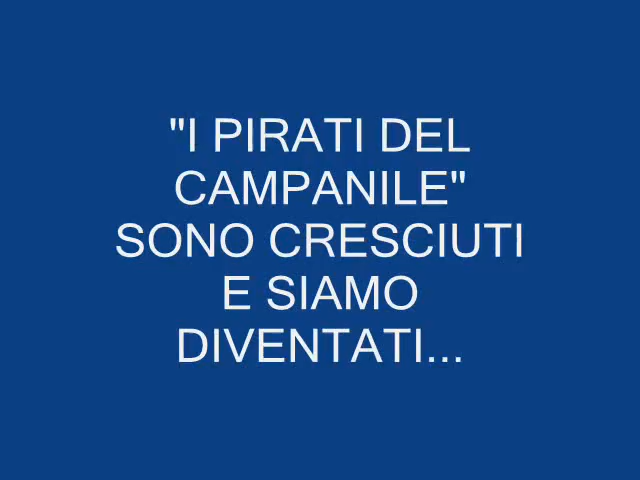 "I PIRATI DEL
CAMPANILE"
SONO CRESCIUTI
E SIAMO
DIVENTATI...